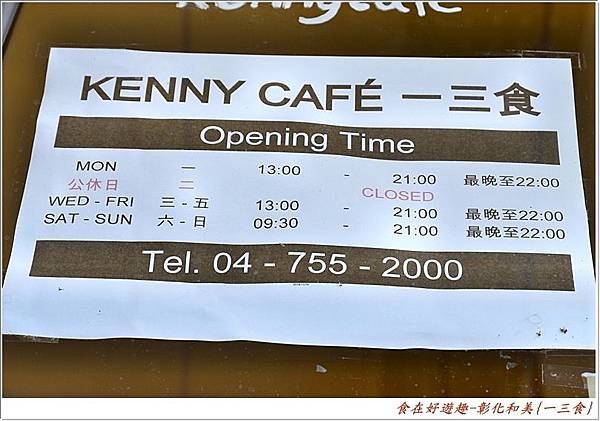 Kennycafe
KENNY CAFÉ 一三食
Opening Time
MON 一 13:00 - 21:00 最晚至22:00
公休日 二 CLOSED
WED - FRI 三 - 五 13:00 - 21:00 最晚至22:00
SAT - SUN 六 - 日 09:30 - 21:00 最晚至22:00
Tel. 04 - 755 - 2000
食在好遊趣-彰化和美{一三食}